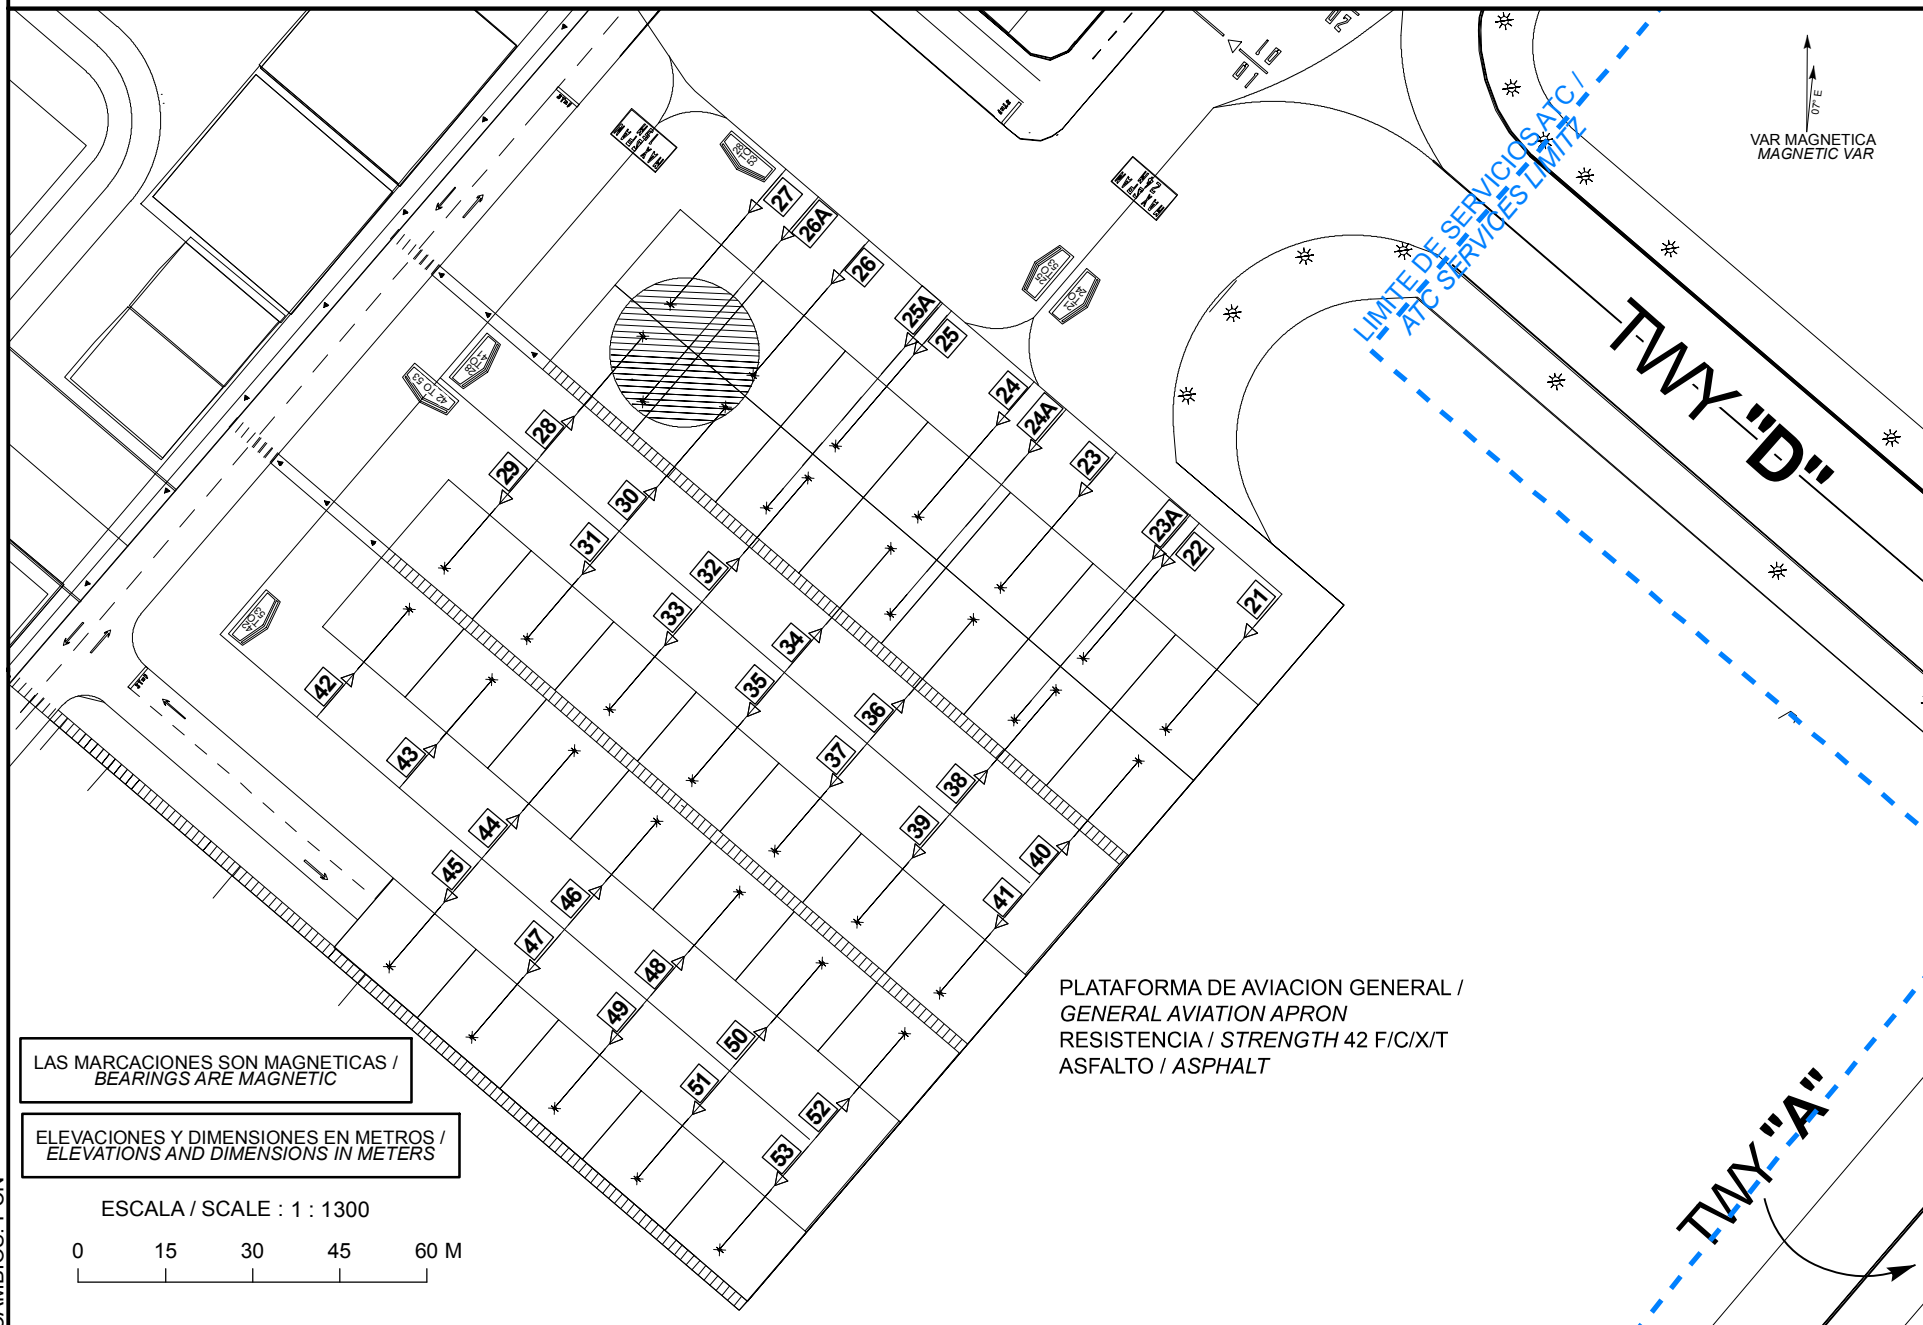 VAR MAGNETICA
MAGNETIC VAR
07° E
LIMITE DE SERVICIOS ATC /
ATC SERVICES LIMITZ
TWY "D"
TWY "A"
27
26A
26
25A
25
24
24A
23
23A
22
21
28
29
30
31
32
33
34
35
36
37
38
39
40
41
42
43
44
45
46
47
48
49
50
51
52
53
42 TO 53
PLATAFORMA DE AVIACION GENERAL /
GENERAL AVIATION APRON
RESISTENCIA / STRENGTH 42 F/C/X/T
ASFALTO / ASPHALT
LAS MARCACIONES SON MAGNETICAS /
BEARINGS ARE MAGNETIC
ELEVACIONES Y DIMENSIONES EN METROS /
ELEVATIONS AND DIMENSIONS IN METERS
ESCALA / SCALE : 1 : 1300
0 15 30 45 60 M